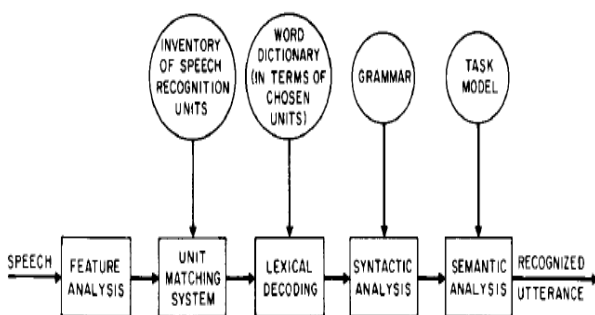 INVENTORY
OF SPEECH
RECOGNITION
UNITS
WORD
DICTIONARY
(IN TERMS OF
CHOSEN
UNITS)
GRAMMAR
TASK
MODEL
SPEECH
FEATURE
ANALYSIS
UNIT
MATCHING
SYSTEM
LEXICAL
DECODING
SYNTACTIC
ANALYSIS
SEMANTIC
ANALYSIS
RECOGNIZED
UTTERANCE